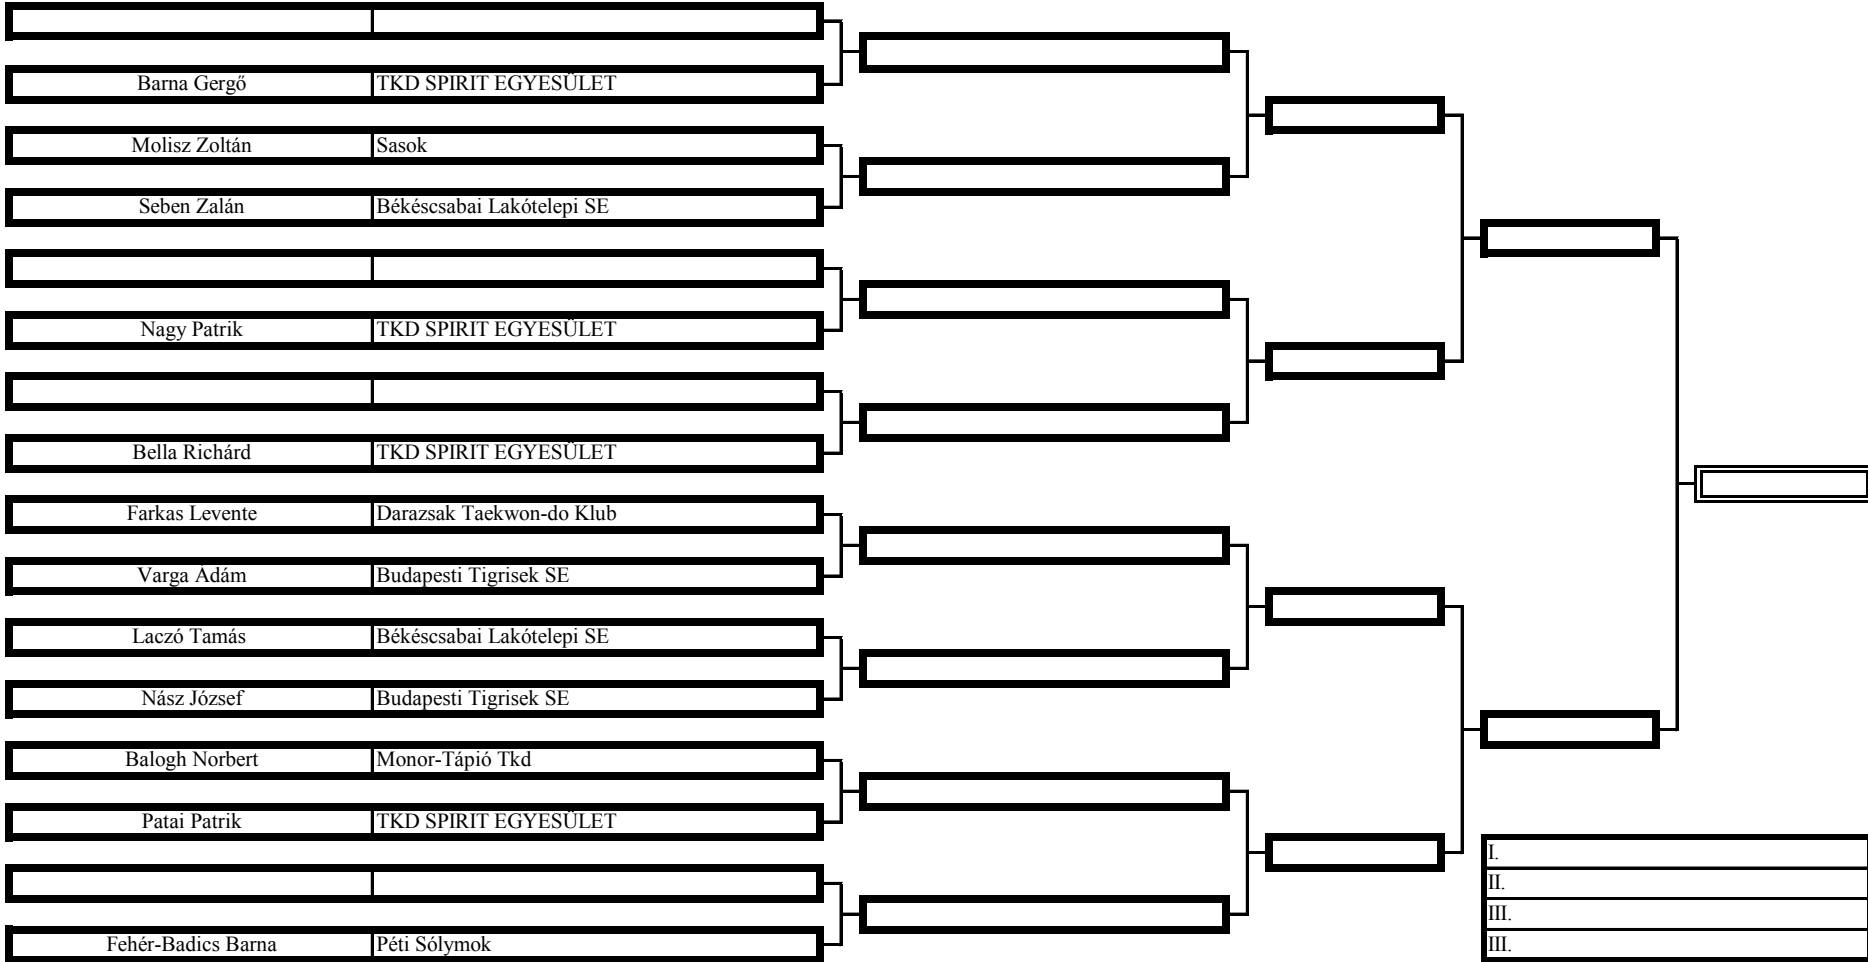 Barna Gergő TKD SPIRIT EGYESÜLET
Molisz Zoltán Sasok
Seben Zalán Békéscsabai Lakótelepi SE
Nagy Patrik TKD SPIRIT EGYESÜLET
Bella Richárd TKD SPIRIT EGYESÜLET
Farkas Levente Darazsak Taekwon-do Klub
Varga Ádám Budapesti Tigrisek SE
Laczó Tamás Békéscsabai Lakótelepi SE
Nász József Budapesti Tigrisek SE
Balogh Norbert Monor-Tápió Tkd
Patai Patrik TKD SPIRIT EGYESÜLET
Fehér-Badics Barna Péti Sólymok
I.
II.
III.
III.